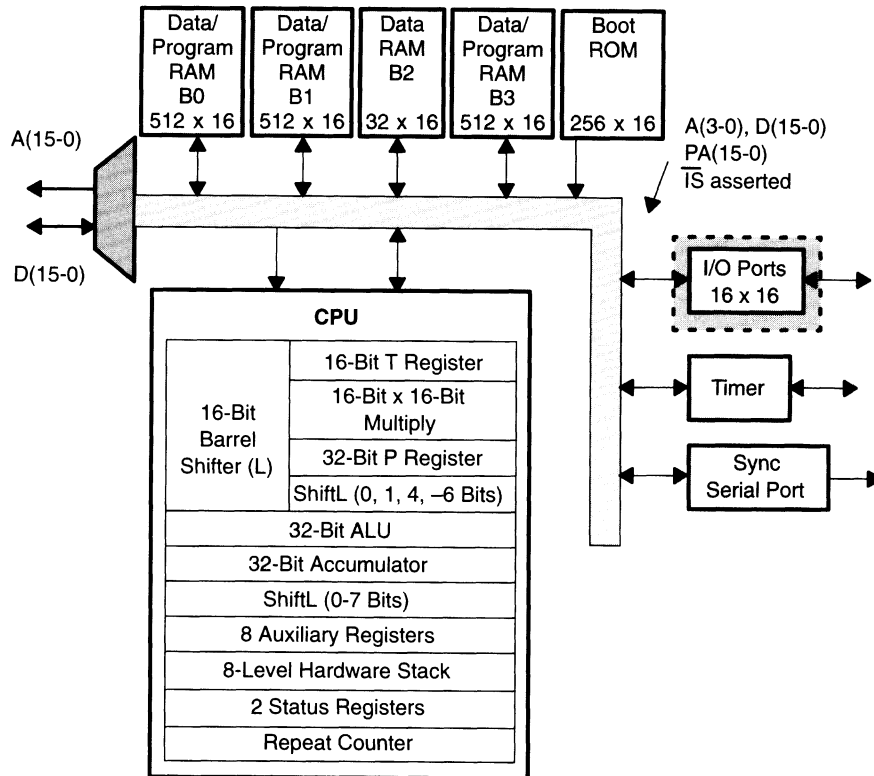 Data/
Program
RAM
B0
512 x 16
Data/
Program
RAM
B1
512 x 16
Data
RAM
B2
32 x 16
Data/
Program
RAM
B3
512 x 16
Boot
ROM
256 x 16
A(15-0)
D(15-0)
A(3-0), D(15-0)
PA(15-0)
IS asserted
I/O Ports
16 x 16
Timer
Sync
Serial Port
CPU
16-Bit
Barrel
Shifter (L)
16-Bit T Register
16-Bit x 16-Bit
Multiply
32-Bit P Register
ShiftL (0, 1, 4, –6 Bits)
32-Bit ALU
32-Bit Accumulator
ShiftL (0-7 Bits)
8 Auxiliary Registers
8-Level Hardware Stack
2 Status Registers
Repeat Counter